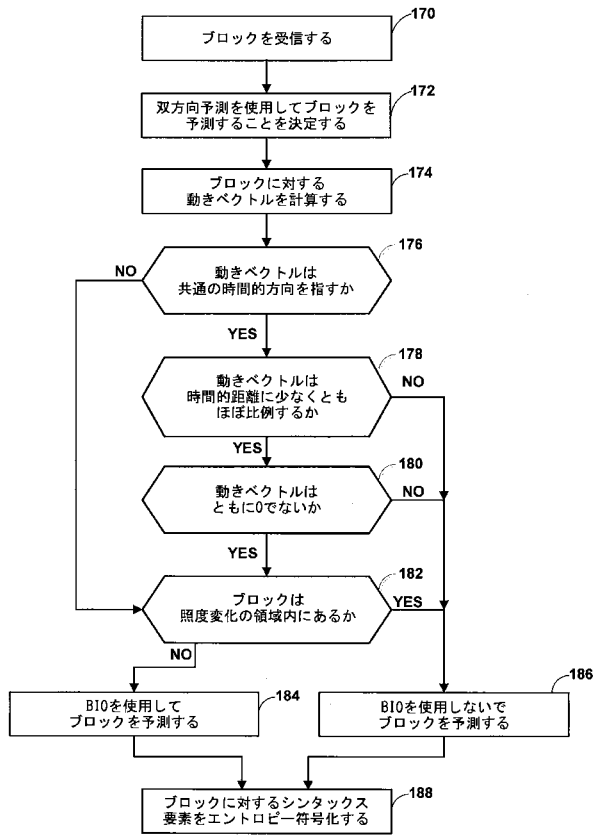 170
ブロックを受信する
172
双方向予測を使用してブロックを
予測することを決定する
174
ブロックに対する
動きベクトルを計算する
176
NO
動きベクトルは
共通の時間的方向を指すか
YES
178
動きベクトルは
時間的距離に少なくとも
ほぼ比例するか
NO
YES
180
動きベクトルは
ともに0でないか
NO
YES
182
ブロックは
照度変化の領域内にあるか
YES
NO
184
BIOを使用して
ブロックを予測する
186
BIOを使用しないで
ブロックを予測する
188
ブロックに対するシンタックス
要素をエントロピー符号化する